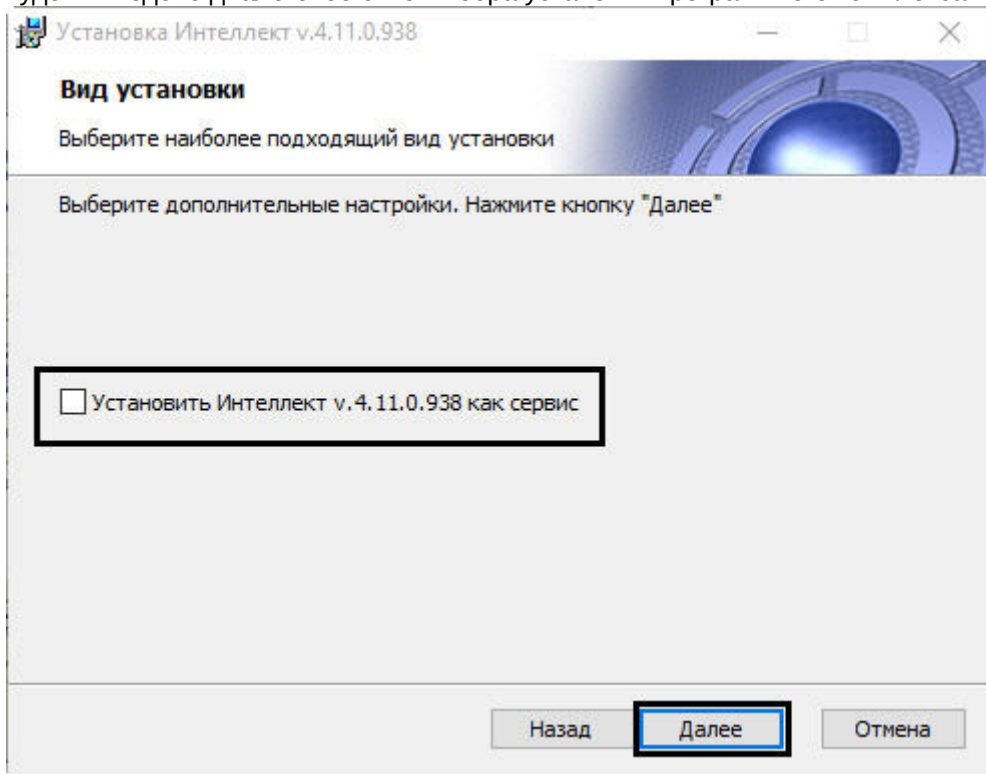 Установка Интеллект v.4.11.0.938
Вид установки
Выберите наиболее подходящий вид установки
Выберите дополнительные настройки. Нажмите кнопку "Далее"
Установить Интеллект v.4.11.0.938 как сервис
Назад Далее Отмена